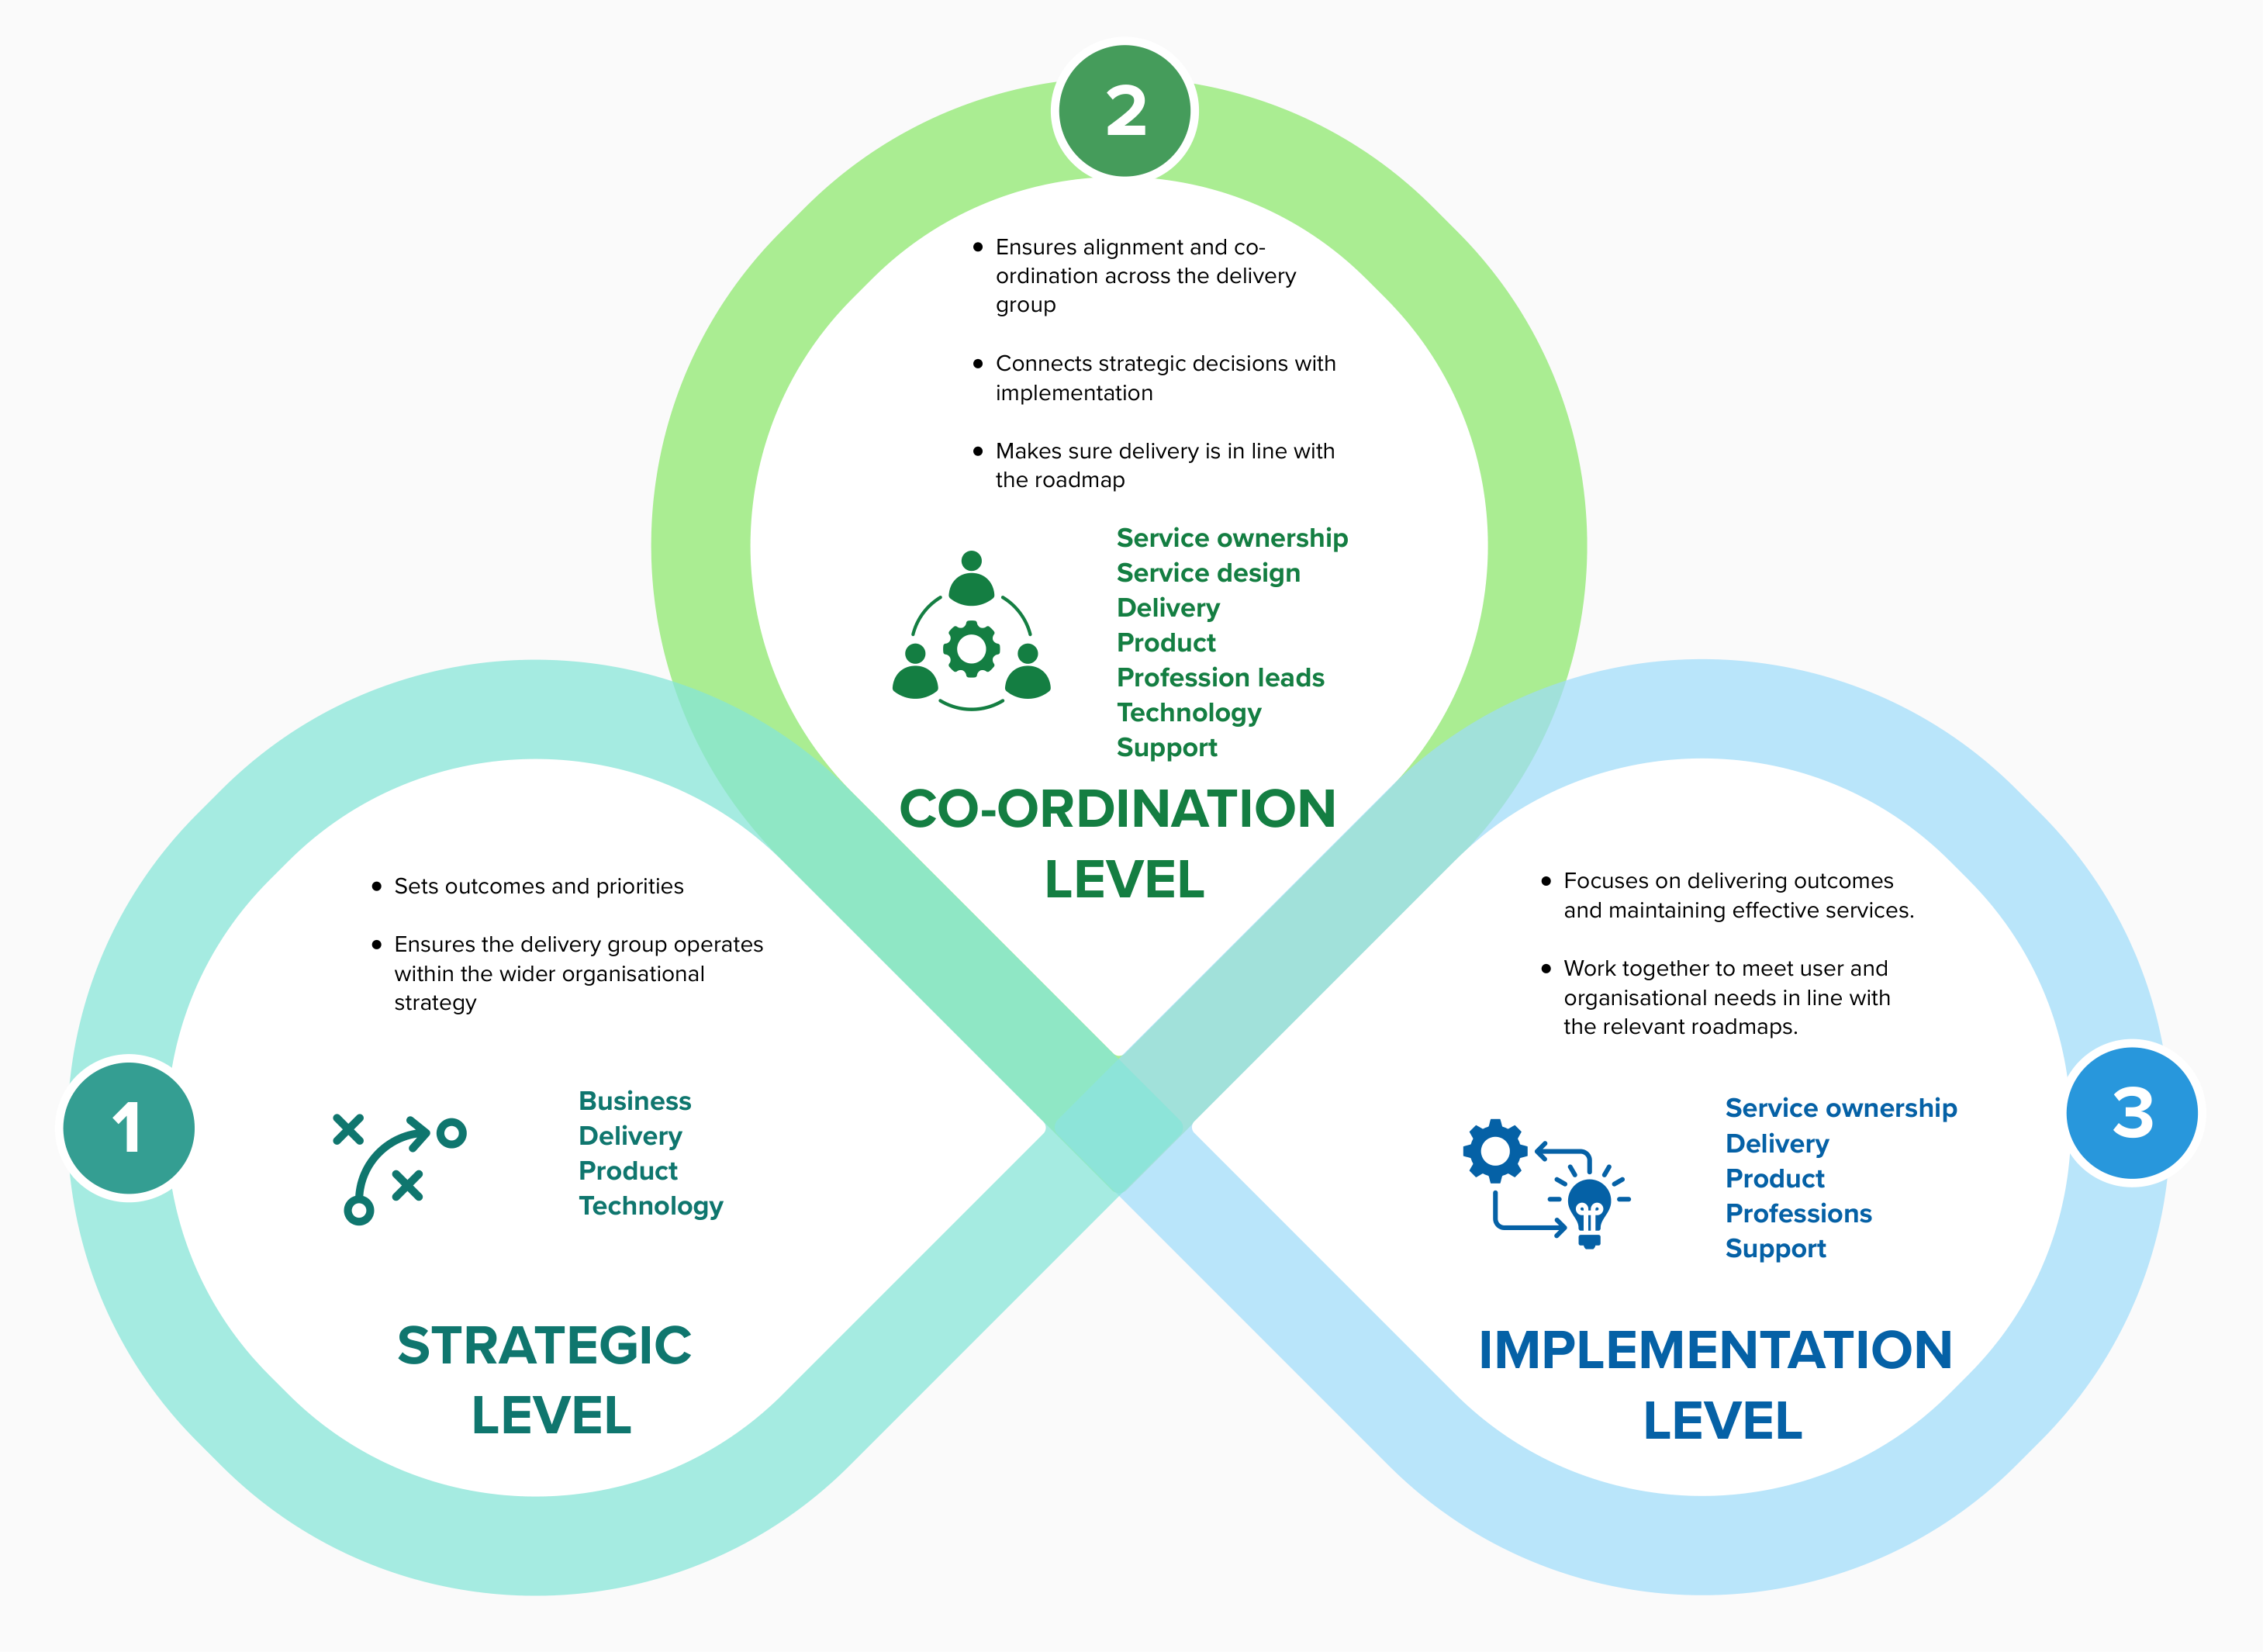 1
Sets outcomes and priorities
Ensures the delivery group operates
within the wider organisational
strategy
Business
Delivery
Product
Technology
STRATEGIC
LEVEL
2
Ensures alignment and co-
ordination across the delivery
group
Connects strategic decisions with
implementation
Makes sure delivery is in line with
the roadmap
Service ownership
Service design
Delivery
Product
Profession leads
Technology
Support
CO-ORDINATION
LEVEL
3
Focuses on delivering outcomes
and maintaining effective services.
Work together to meet user and
organisational needs in line with
the relevant roadmaps.
Service ownership
Delivery
Product
Professions
Support
IMPLEMENTATION
LEVEL